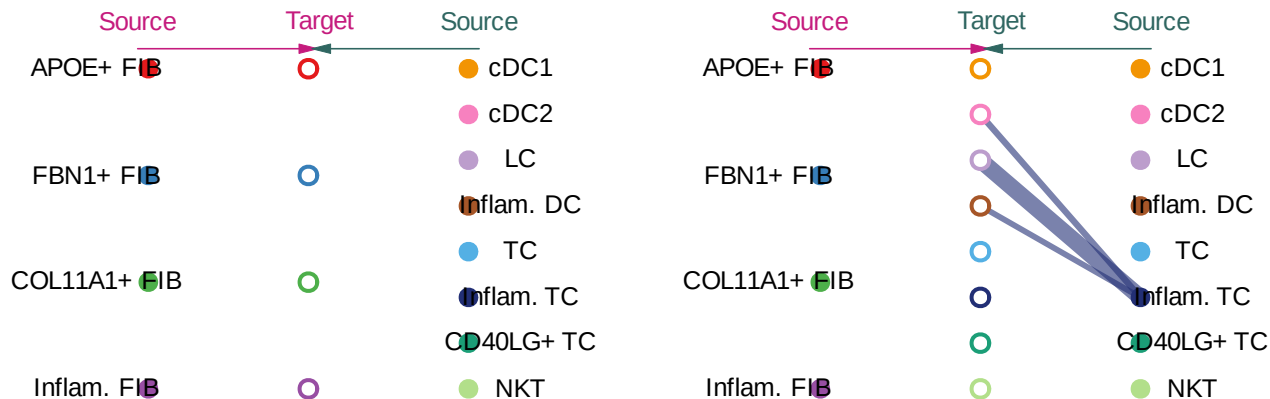 Source Target Source Source Target Source
APOE+ FIB cDC1 APOE+ FIB cDC1
cDC2 cDC2
FBN1+ FIB LC FBN1+ FIB LC
Inflam. DC Inflam. DC
TC TC
COL11A1+ FIB Inflam. TC COL11A1+ FIB Inflam. TC
CD40LG+ TC CD40LG+ TC
Inflam. FIB NKT Inflam. FIB NKT